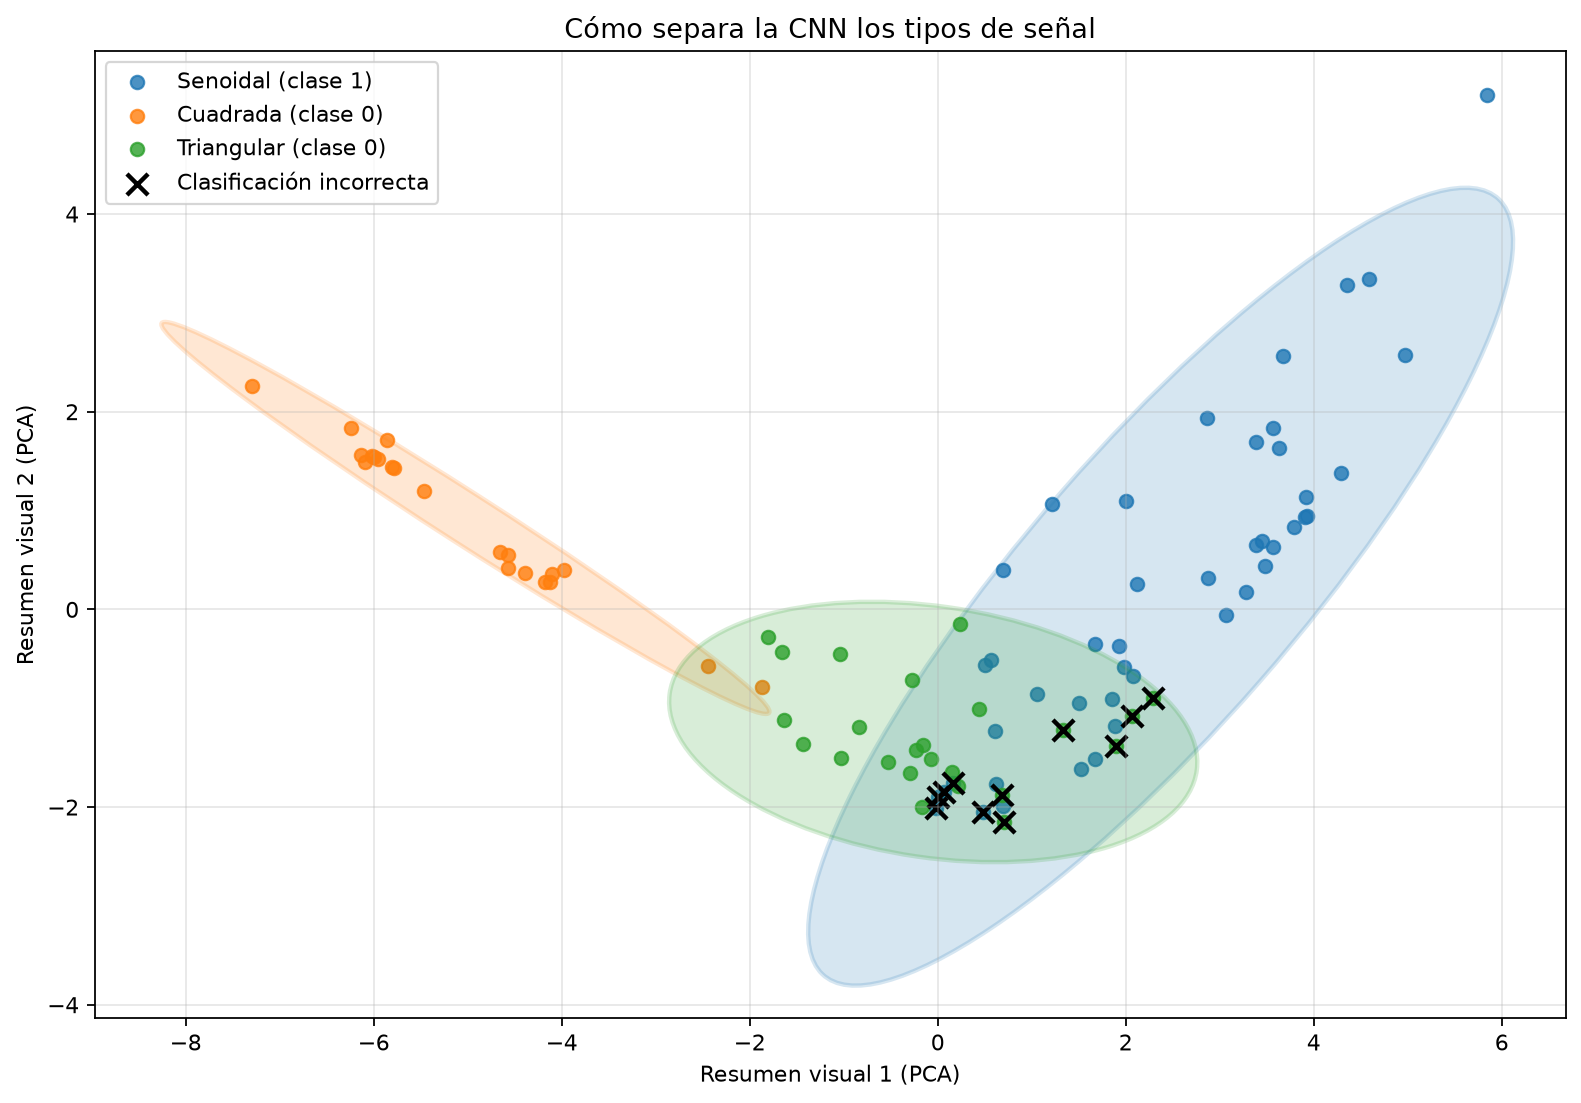 Cómo separa la CNN los tipos de señal
Senoidal (clase 1)
Cuadrada (clase 0)
Triangular (clase 0)
Clasificación incorrecta
Resumen visual 2 (PCA)
4
2
0
−2
−4
−8
−6
−4
−2
0
2
4
6
Resumen visual 1 (PCA)